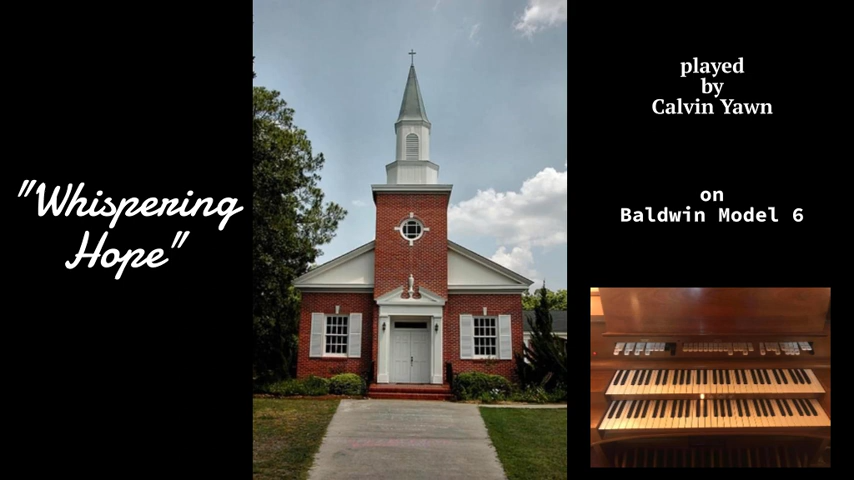 "Whispering
Hope"
played
by
Calvin Yawn
on
Baldwin Model 6